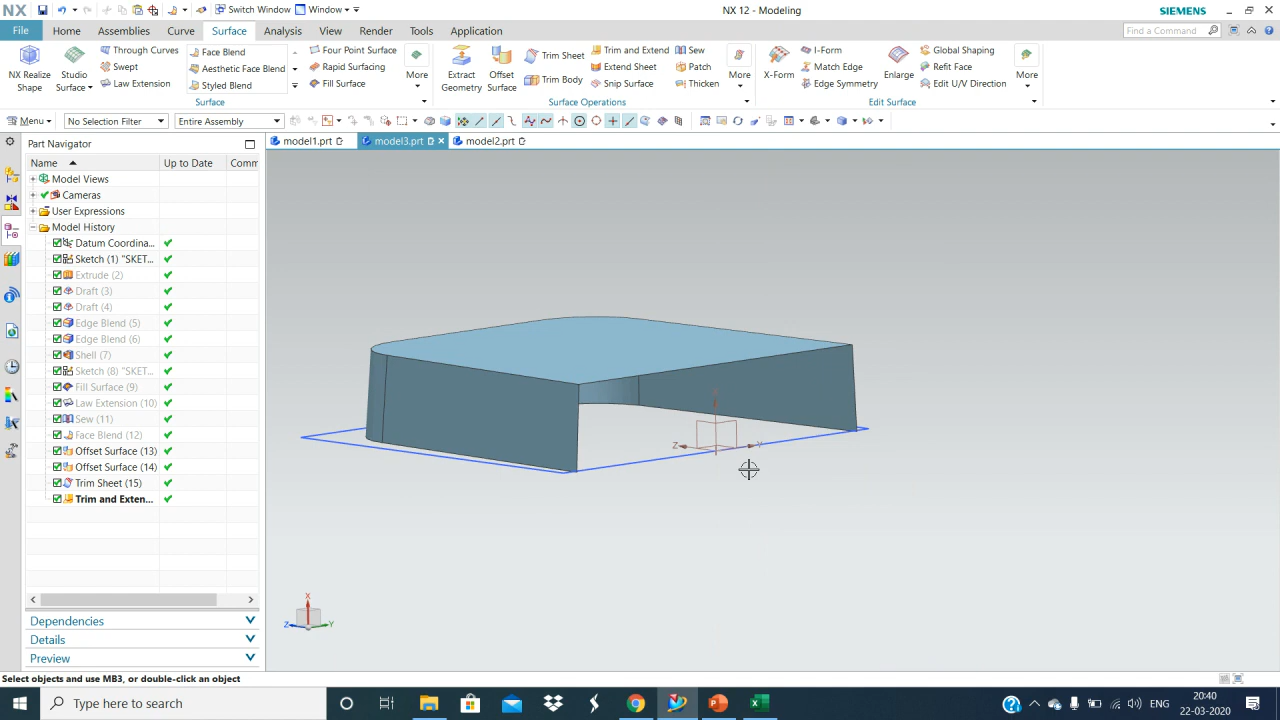 NX
Switch Window
Window
NX 12 - Modeling
SIEMENS
File
Home
Assemblies
Curve
Surface
Analysis
View
Render
Tools
Application
Find a Command
NX Realize Shape
Studio Surface
Through Curves
Swept
Law Extension
Face Blend
Aesthetic Face Blend
Styled Blend
Four Point Surface
Rapid Surfacing
Fill Surface
More
Surface
Extract Geometry
Offset Surface
Trim Sheet
Trim Body
Trim and Extend
Extend Sheet
Snip Surface
Sew
Patch
Thicken
More
Surface Operations
X-Form
I-Form
Match Edge
Edge Symmetry
Enlarge
Global Shaping
Refit Face
Edit U/V Direction
More
Edit Surface
Menu
No Selection Filter
Entire Assembly
Part Navigator
model1.prt
model3.prt
model2.prt
Name
Up to Date
Comm
Model Views
Cameras
User Expressions
Model History
Datum Coordina...
Sketch (1) "SKET...
Extrude (2)
Draft (3)
Draft (4)
Edge Blend (5)
Edge Blend (6)
Shell (7)
Sketch (8) "SKET...
Fill Surface (9)
Law Extension (10)
Sew (11)
Face Blend (12)
Offset Surface (13)
Offset Surface (14)
Trim Sheet (15)
Trim and Exten...
Z
Y
X
Z
Y
Dependencies
Details
Preview
Select objects and use MB3, or double-click an object
Type here to search
ENG
20:40
22-03-2020